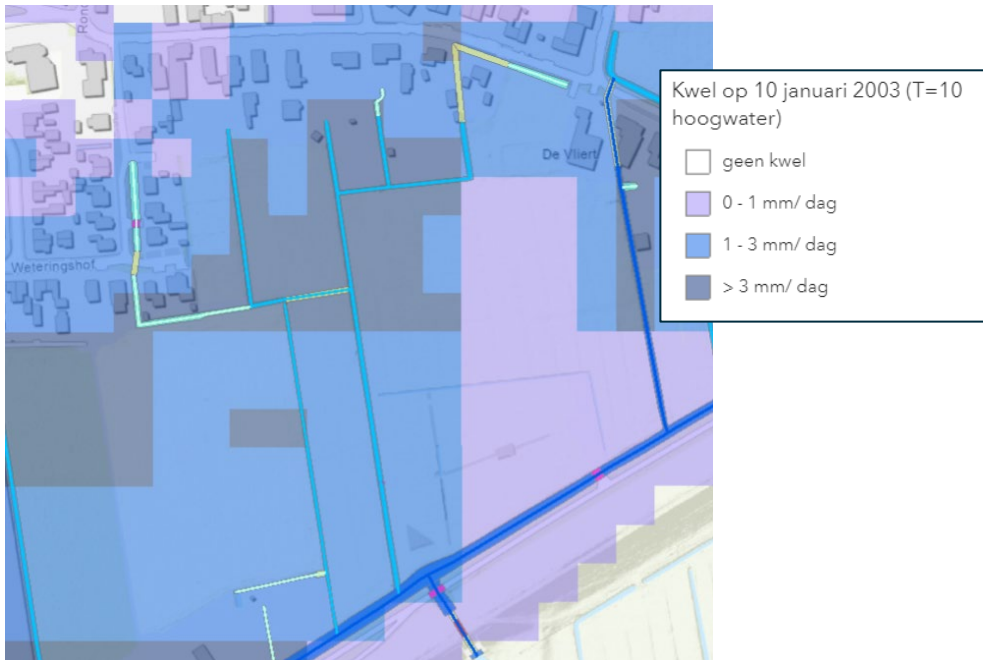 Rond
Kwel op 10 januari 2003 (T=10
hoogwater)
geen kwel
0 - 1 mm/ dag
1 - 3 mm/ dag
> 3 mm/ dag
De Vliert
Weteringshof